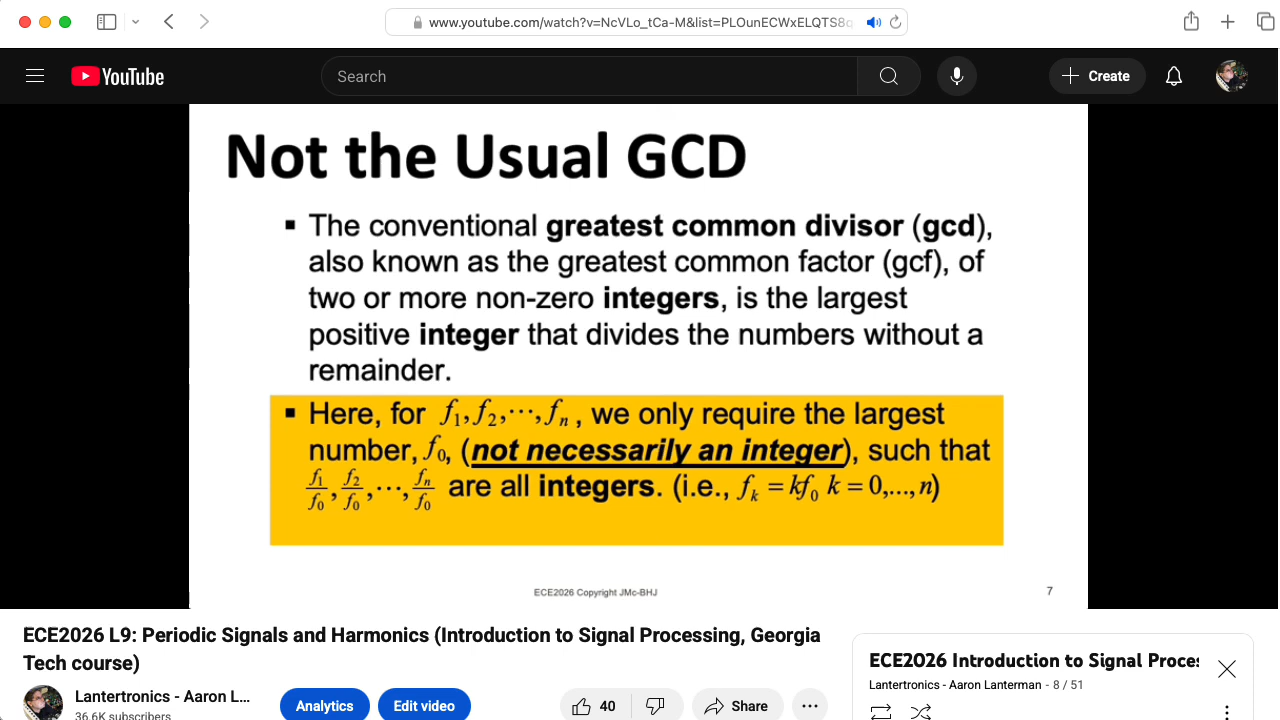 www.youtube.com/watch?v=NcVLo_tCa-M&list=PLOunECWxELQTS8q
YouTube
Search
Create
Not the Usual GCD
▪ The conventional greatest common divisor (gcd),
also known as the greatest common factor (gcf), of
two or more non-zero integers, is the largest
positive integer that divides the numbers without a
remainder.
▪ Here, for f₁, f₂, ⋯, fₙ, we only require the largest
number, f₀, (not necessarily an integer), such that
f₁/f₀, f₂/f₀, ⋯, fₙ/f₀ are all integers. (i.e., fₖ = kf₀ k = 0,..., n)
ECE2026 Copyright JMc-BHJ
7
ECE2026 L9: Periodic Signals and Harmonics (Introduction to Signal Processing, Georgia
Tech course)
Lantertronics - Aaron L...
36.6K subscribers
Analytics
Edit video
40
Share
ECE2026 Introduction to Signal Proces
Lantertronics - Aaron Lanterman - 8 / 51